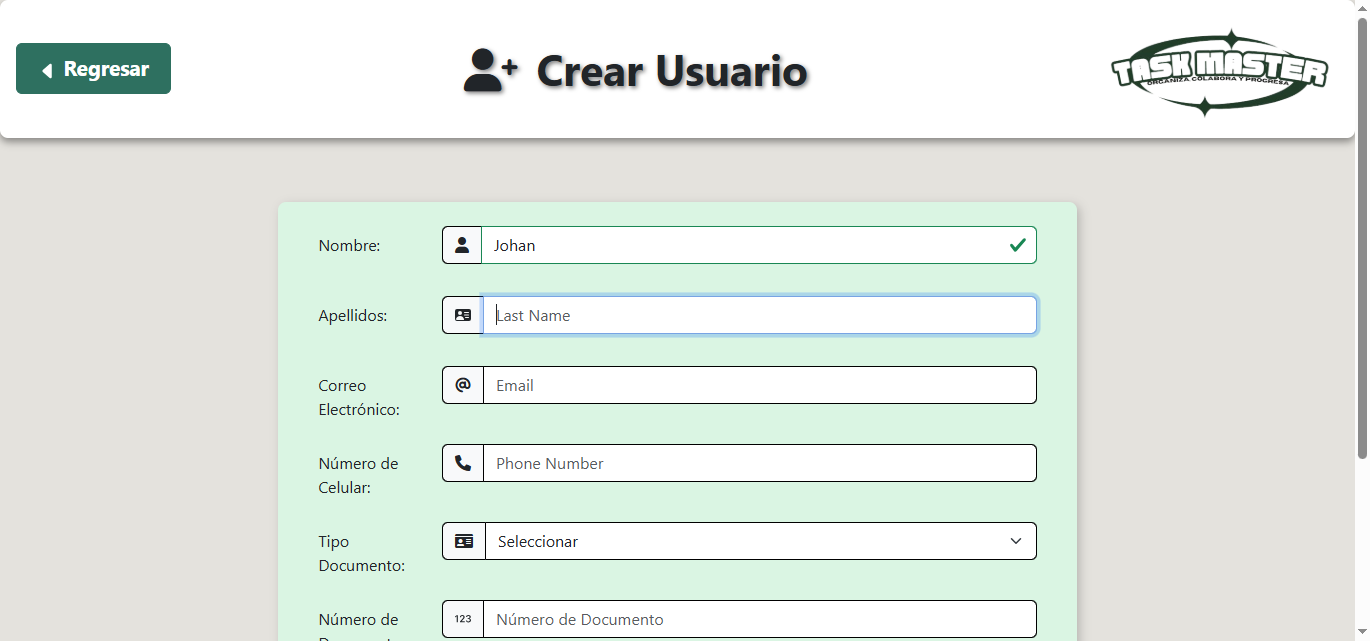 Regresar
Crear Usuario
TASK MASTER
ORGANIZA COLABORA Y PROGRESA
Nombre:
Johan
Apellidos:
Last Name
Correo
Electrónico:
Email
Número de
Celular:
Phone Number
Tipo
Documento:
Seleccionar
Número de
123
Número de Documento